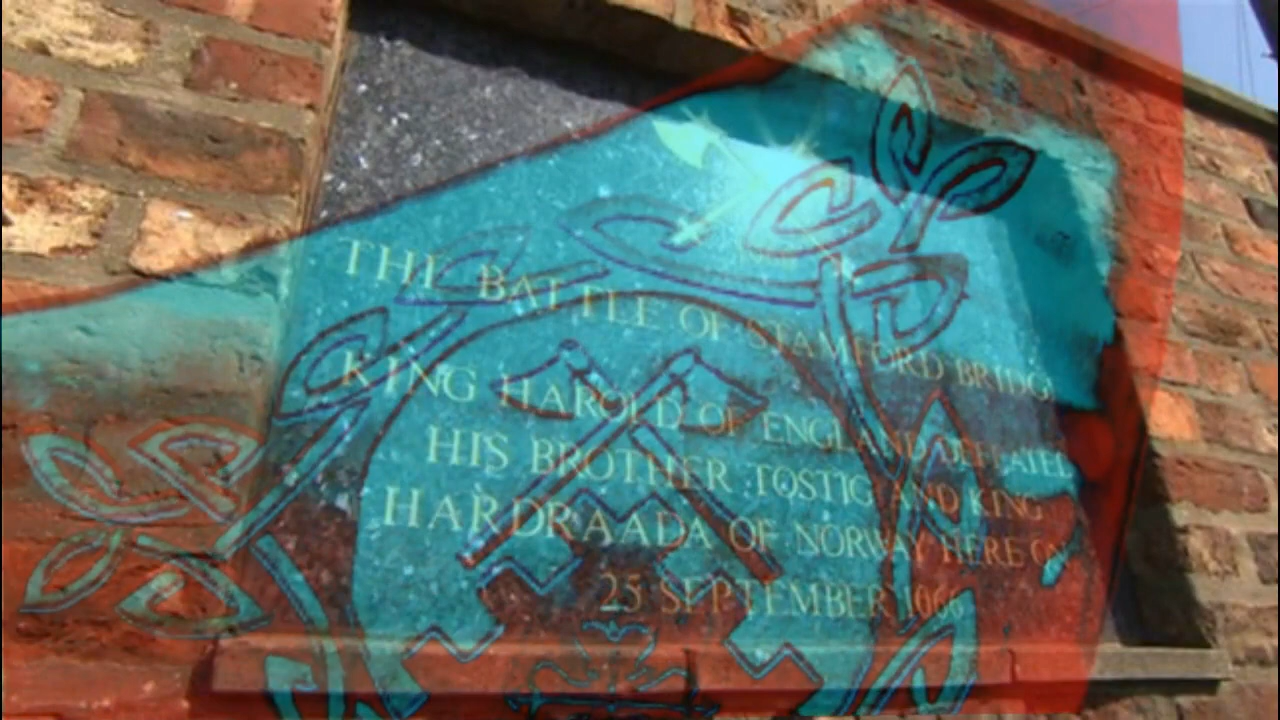 THE BATTLE OF STAMFORD BRIDGE
KING HAROLD OF ENGLAND DEFEATED
HIS BROTHER TOSTIG AND KING
HARDRAADA OF NORWAY HERE ON
25 SEPTEMBER 1066